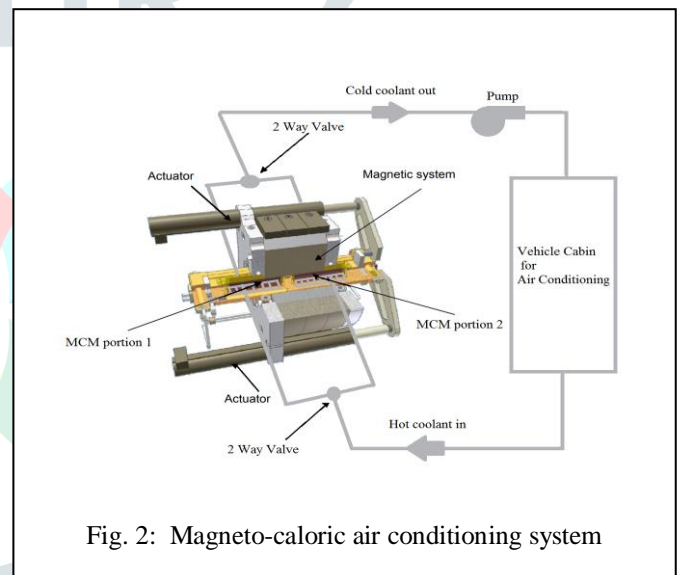 Cold coolant out
Pump
2 Way Valve
Actuator
Magnetic system
Vehicle Cabin
for
Air Conditioning
MCM portion 1
MCM portion 2
Actuator
2 Way Valve
Hot coolant in
Fig. 2: Magneto-caloric air conditioning system